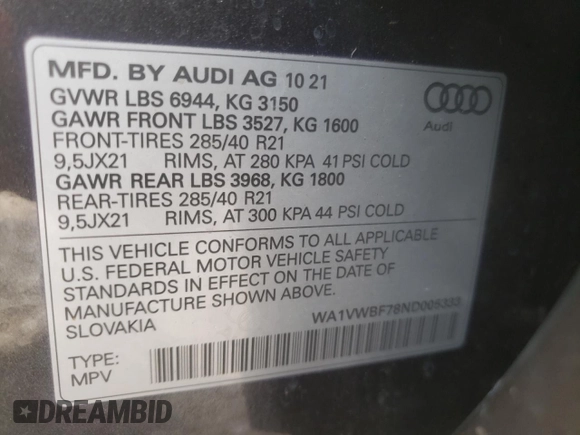 MFD. BY AUDI AG 10 21
GVWR LBS 6944, KG 3150
GAWR FRONT LBS 3527, KG 1600
FRONT-TIRES 285/40 R21
9,5JX21 RIMS, AT 280 KPA 41 PSI COLD
GAWR REAR LBS 3968, KG 1800
REAR-TIRES 285/40 R21
9,5JX21 RIMS, AT 300 KPA 44 PSI COLD
Audi
THIS VEHICLE CONFORMS TO ALL APPLICABLE
U.S. FEDERAL MOTOR VEHICLE SAFETY
STANDARDS IN EFFECT ON THE DATE OF
MANUFACTURE SHOWN ABOVE.
SLOVAKIA
WA1VWBF78ND005333
TYPE:
MPV
DREAMBID